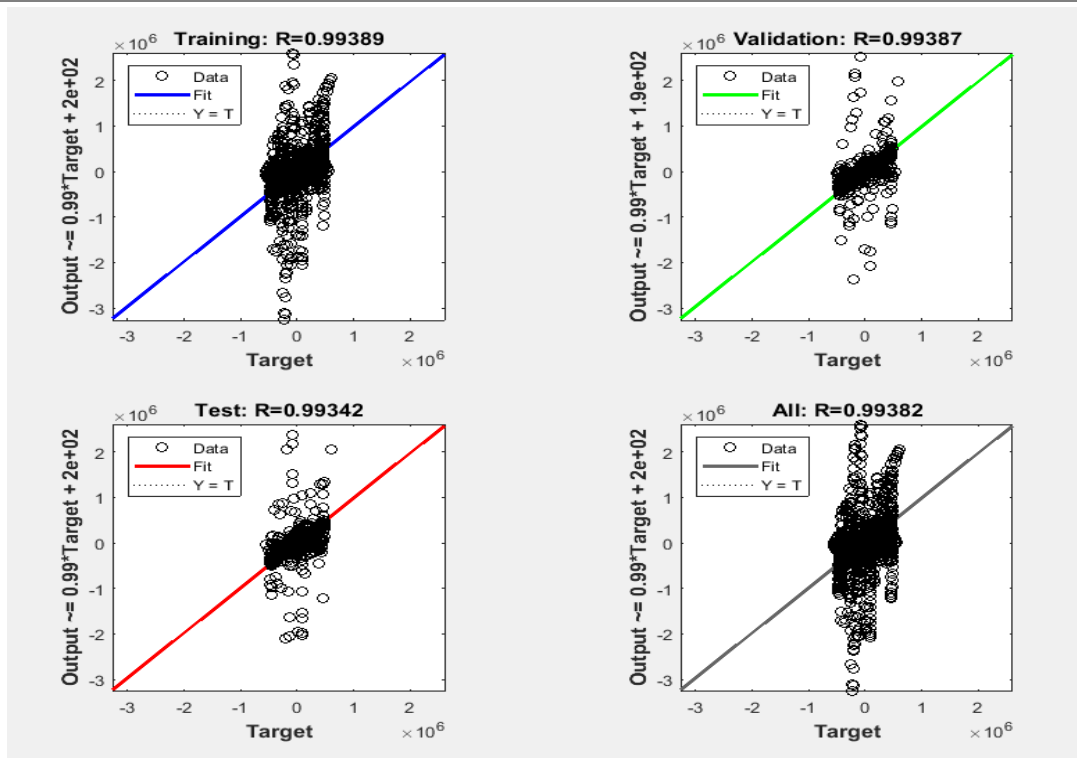 Training: R=0.99389
×10⁶
Output ~= 0.99*Target + 2e+02
Data
Fit
Y = T
2
1
0
-1
-2
-3
-3 -2 -1 0 1 2
Target
×10⁶
Validation: R=0.99387
×10⁶
Output ~= 0.99*Target + 1.9e+02
Data
Fit
Y = T
2
1
0
-1
-2
-3
-3 -2 -1 0 1 2
Target
×10⁶
Test: R=0.99342
×10⁶
Output ~= 0.99*Target + 2e+02
Data
Fit
Y = T
2
1
0
-1
-2
-3
-3 -2 -1 0 1 2
Target
×10⁶
All: R=0.99382
×10⁶
Output ~= 0.99*Target + 2e+02
Data
Fit
Y = T
2
1
0
-1
-2
-3
-3 -2 -1 0 1 2
Target
×10⁶